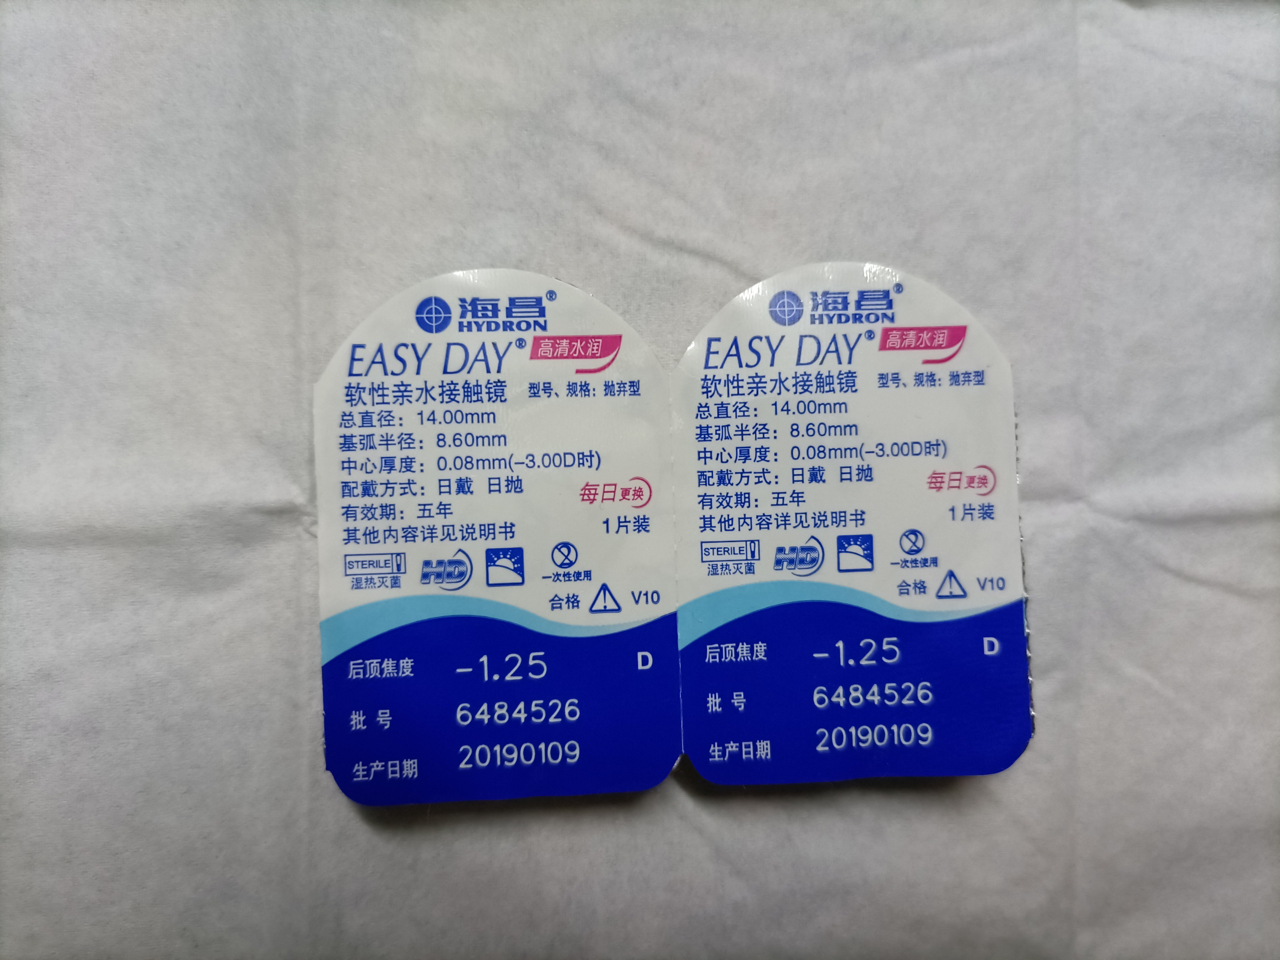 海昌®
HYDRON
EASY DAY® 高清水润
软性亲水接触镜 型号、规格：抛弃型
总直径：14.00mm
基弧半径：8.60mm
中心厚度：0.08mm(-3.00D时)
配戴方式：日戴 日抛
有效期：五年 每日更换
其他内容详见说明书 1片装
STERILE
湿热灭菌
HD
2
一次性使用
合格 V10
后顶焦度 -1.25 D
批 号 6484526
生产日期 20190109
海昌®
HYDRON
EASY DAY® 高清水润
软性亲水接触镜 型号、规格：抛弃型
总直径：14.00mm
基弧半径：8.60mm
中心厚度：0.08mm(-3.00D时)
配戴方式：日戴 日抛
有效期：五年 每日更换
其他内容详见说明书 1片装
STERILE
湿热灭菌
HD
2
一次性使用
合格 V10
后顶焦度 -1.25 D
批 号 6484526
生产日期 20190109